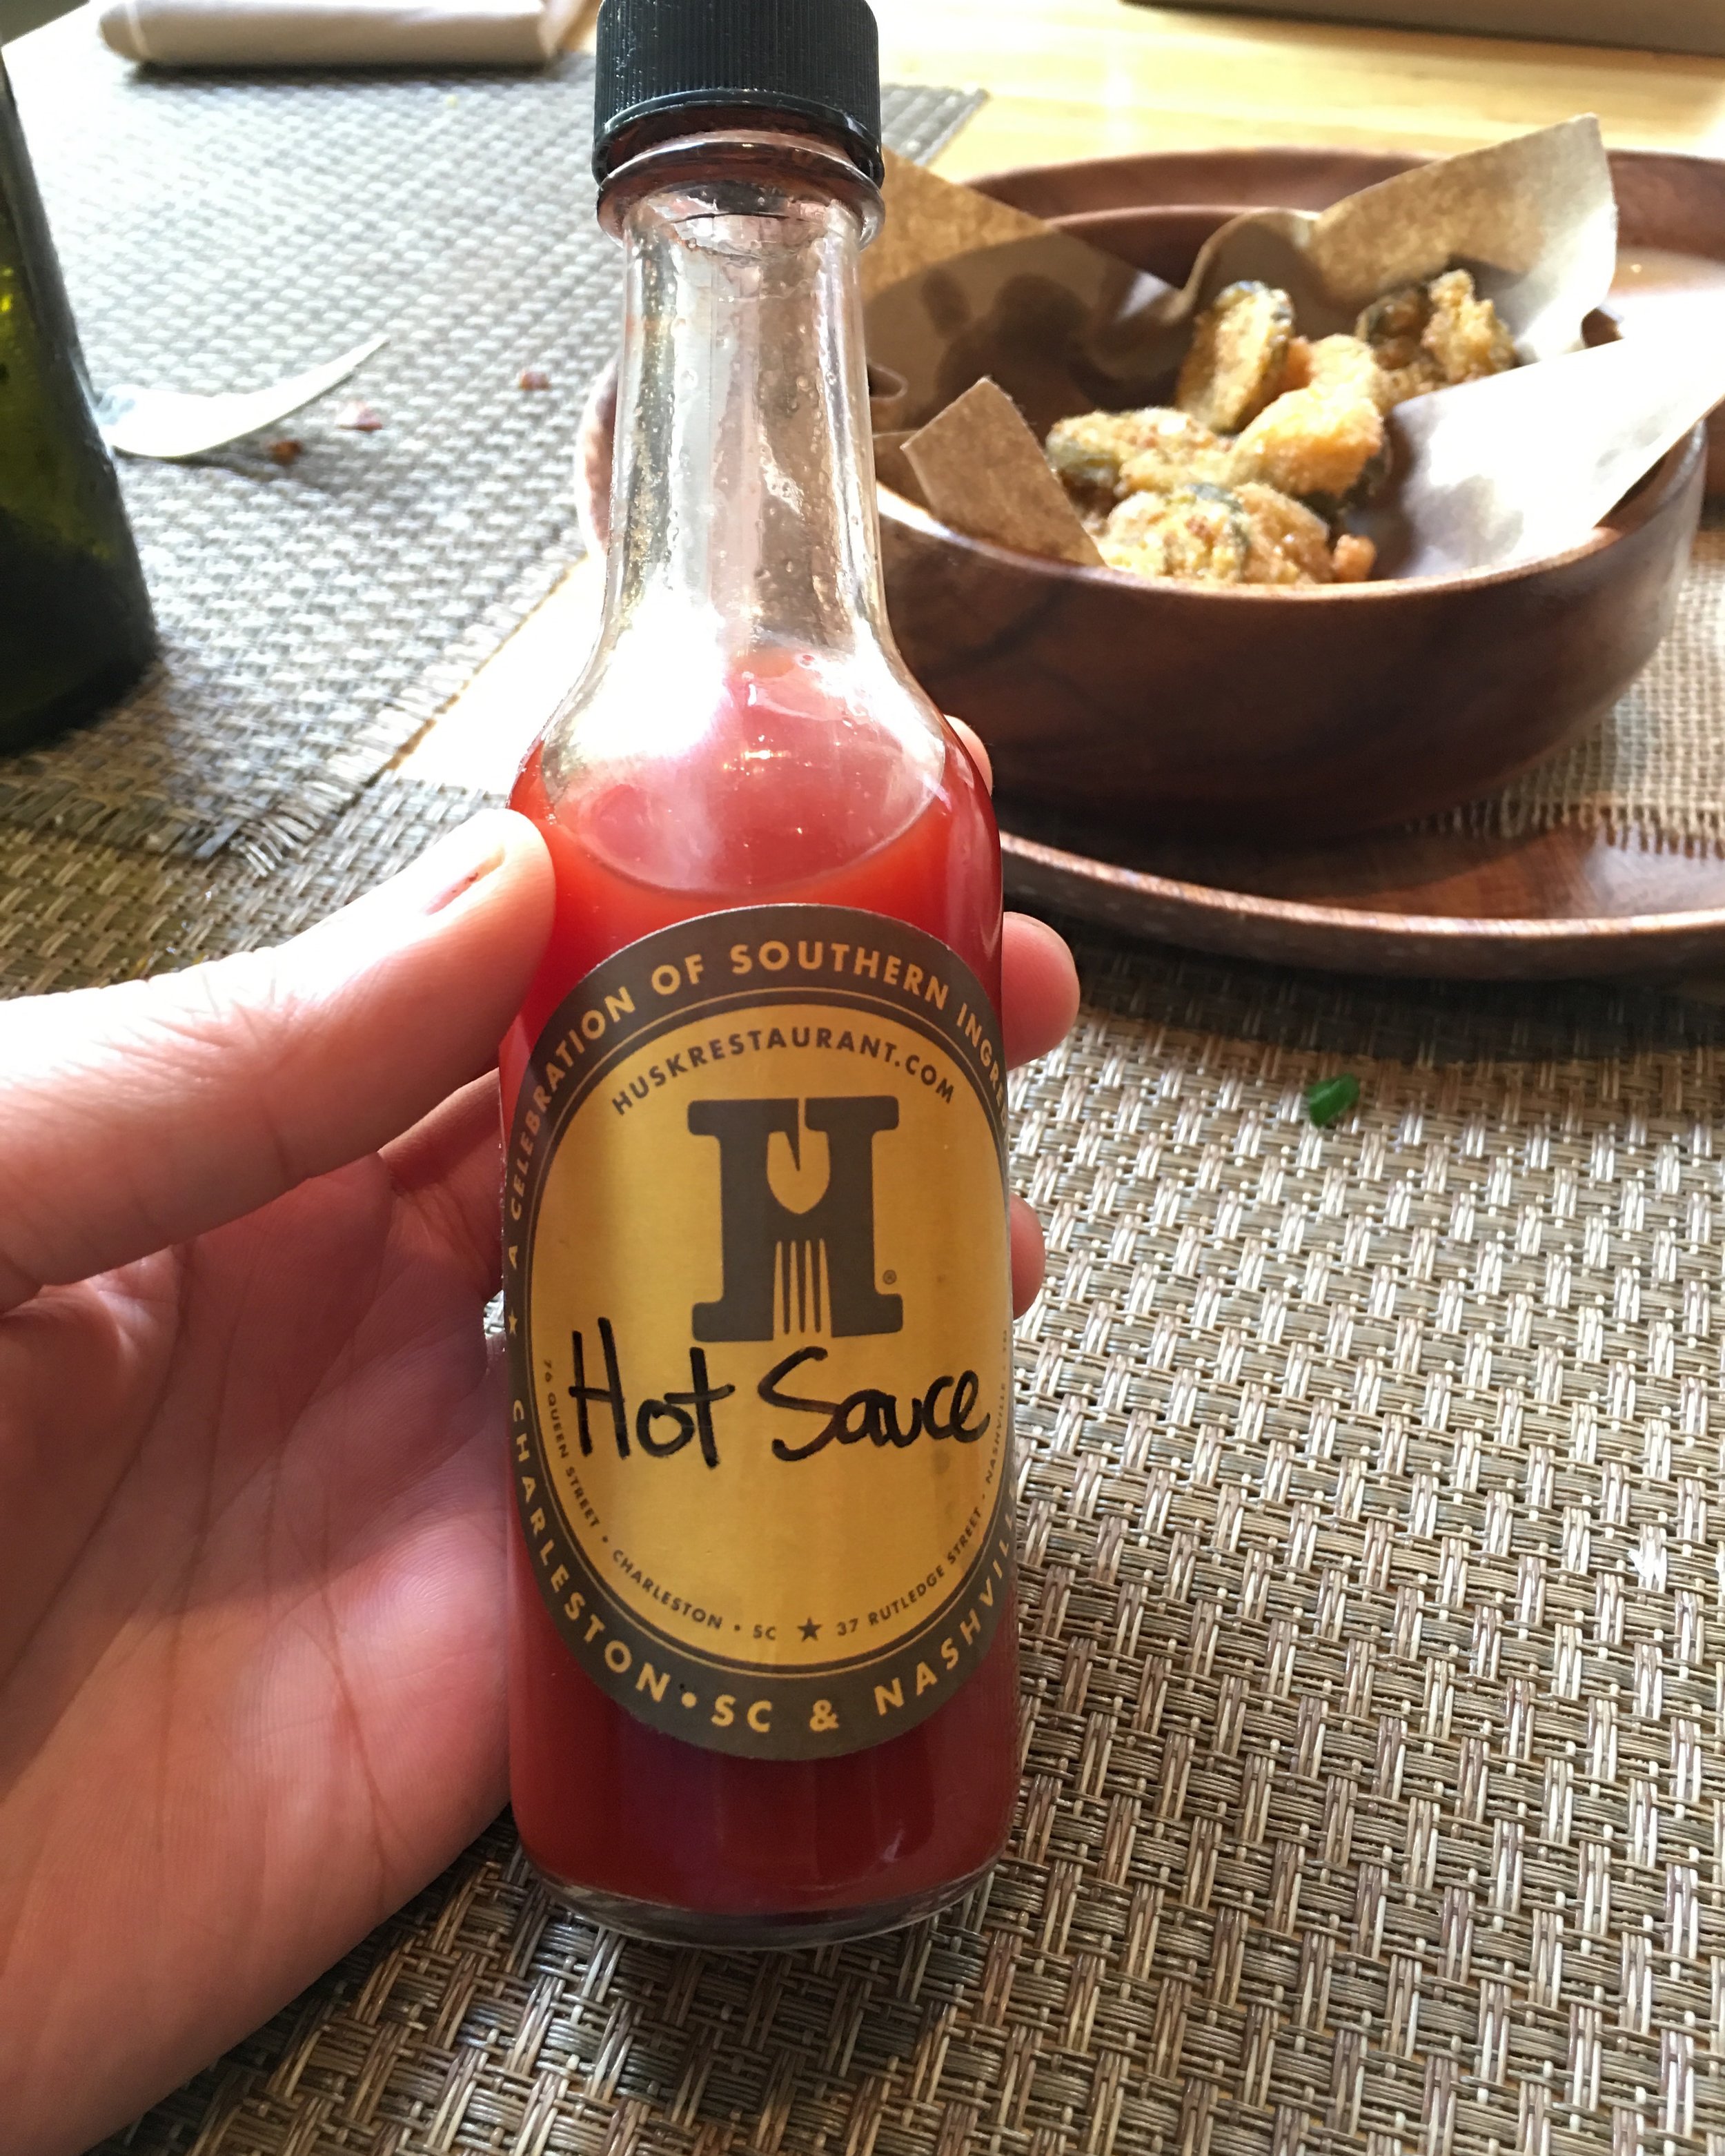 A CELEBRATION OF SOUTHERN
HUSKRESTAURANT.COM
H®
Hot Sauce
76 QUEEN STREET • CHARLESTON • SC ★ 37 RUTLEDGE STREET • NASHVILLE • TN
★ CHARLESTON • SC & NASHVIL